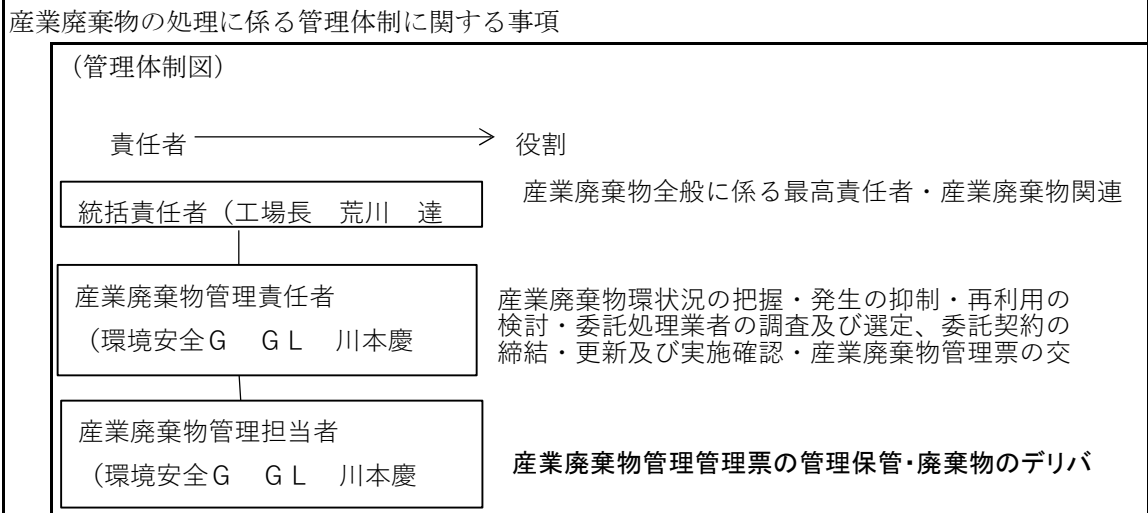 産業廃棄物の処理に係る管理体制に関する事項
（管理体制図）
責任者
役割
統括責任者（工場長　荒川　達
産業廃棄物全般に係る最高責任者・産業廃棄物関連
産業廃棄物管理責任者
（環境安全Ｇ　ＧＬ　川本慶
産業廃棄物環状況の把握・発生の抑制・再利用の
検討・委託処理業者の調査及び選定、委託契約の
締結・更新及び実施確認・産業廃棄物管理票の交
産業廃棄物管理担当者
（環境安全Ｇ　ＧＬ　川本慶
産業廃棄物管理管理票の管理保管・廃棄物のデリバ